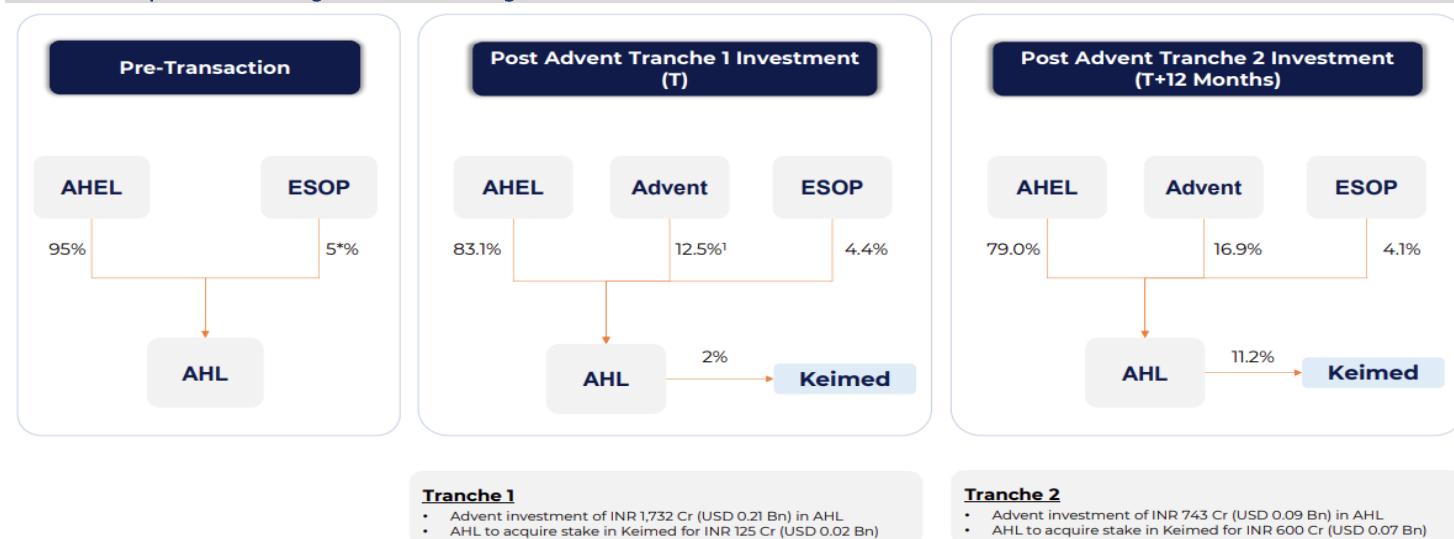 Pre-Transaction
AHEL
ESOP
95%
5*%
AHL
Post Advent Tranche 1 Investment
(T)
AHEL
Advent
ESOP
83.1%
12.5%¹
4.4%
AHL
2%
Keimed
Post Advent Tranche 2 Investment
(T+12 Months)
AHEL
Advent
ESOP
79.0%
16.9%
4.1%
AHL
11.2%
Keimed
Tranche 1
• Advent investment of INR 1,732 Cr (USD 0.21 Bn) in AHL
• AHL to acquire stake in Keimed for INR 125 Cr (USD 0.02 Bn)
Tranche 2
• Advent investment of INR 743 Cr (USD 0.09 Bn) in AHL
• AHL to acquire stake in Keimed for INR 600 Cr (USD 0.07 Bn)